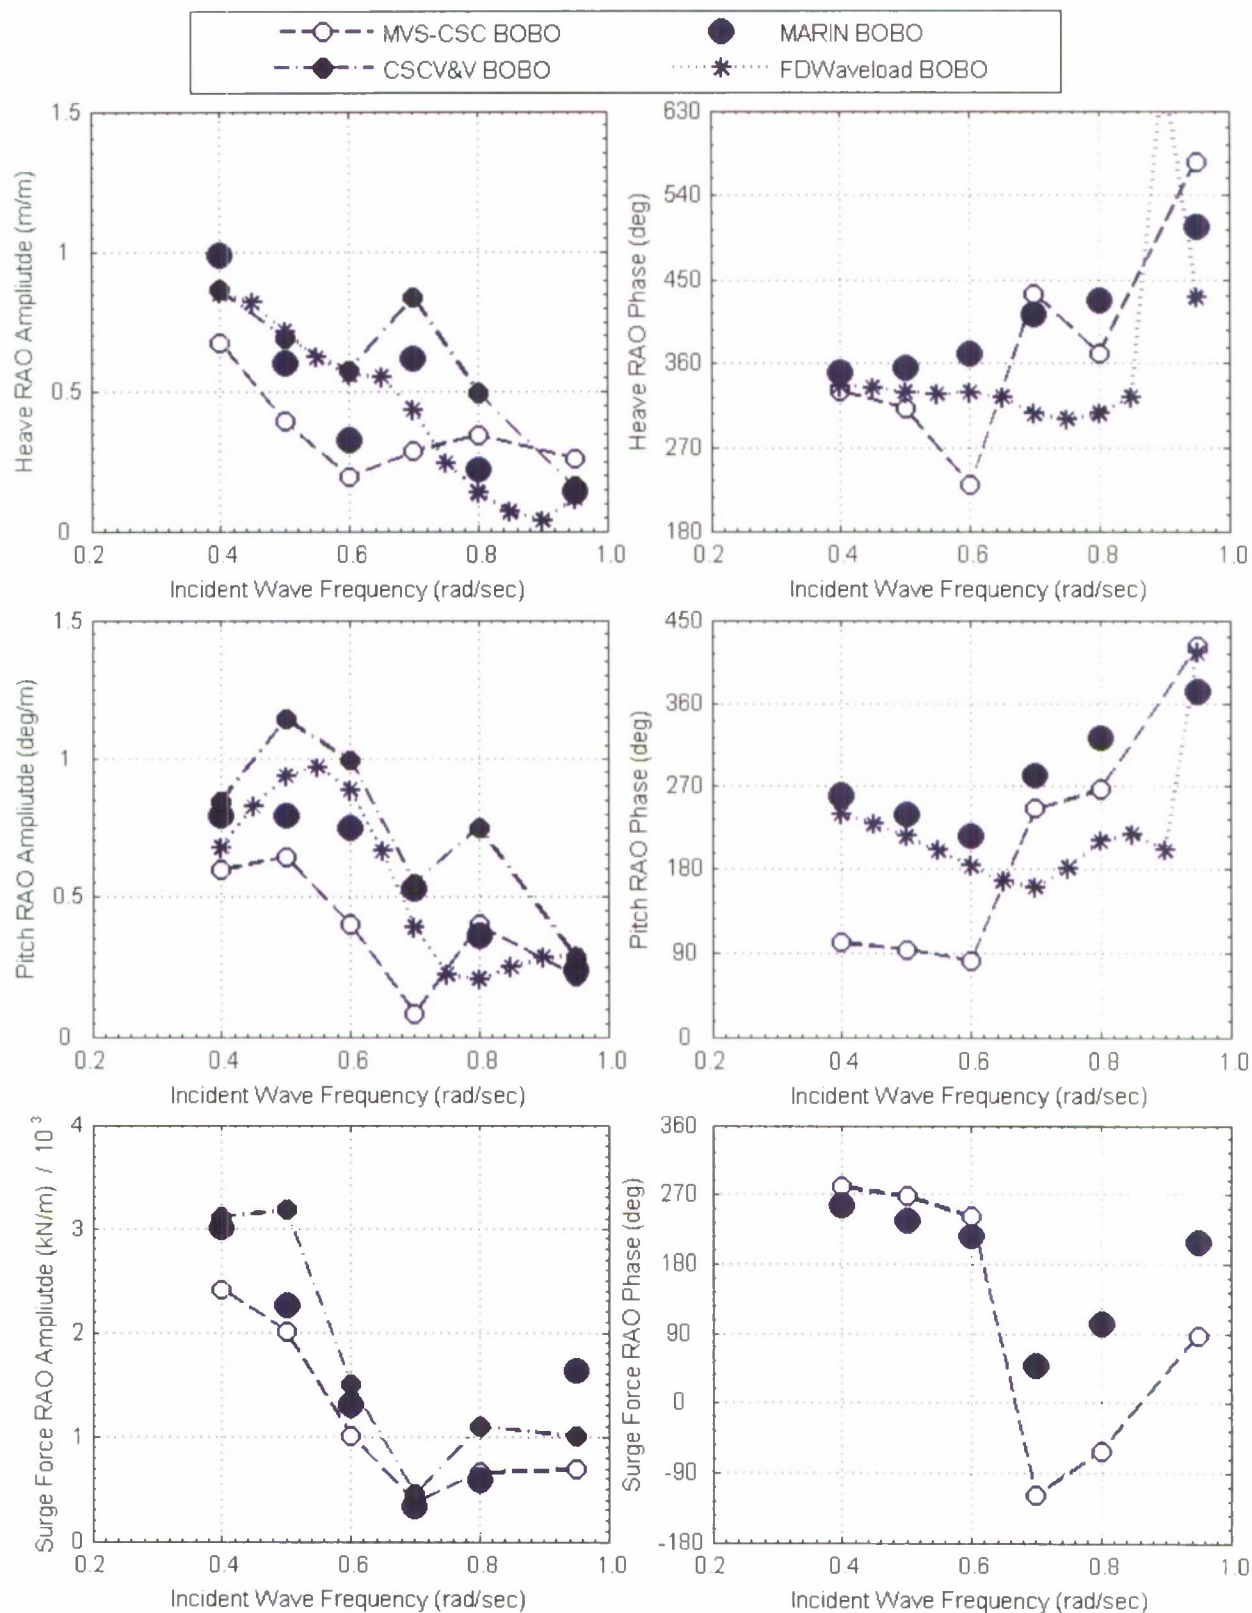 MVS-CSC BOBO
MARIN BOBO
CSCV&V BOBO
FDWaveload BOBO
1.5
1
0.5
0
0.2 0.4 0.6 0.8 1.0
Heave RAO Ampliutde (m/m)
Incident Wave Frequency (rad/sec)
630
540
450
360
270
180
0.2 0.4 0.6 0.8 1.0
Heave RAO Phase (deg)
Incident Wave Frequency (rad/sec)
1.5
1
0.5
0
0.2 0.4 0.6 0.8 1.0
Pitch RAO Ampliutde (deg/m)
Incident Wave Frequency (rad/sec)
450
360
270
180
90
0
0.2 0.4 0.6 0.8 1.0
Pitch RAO Phase (deg)
Incident Wave Frequency (rad/sec)
4
3
2
1
0
0.2 0.4 0.6 0.8 1.0
Surge Force RAO Ampliutde (kN/m) / 10³
Incident Wave Frequency (rad/sec)
360
270
180
90
0
-90
-180
0.2 0.4 0.6 0.8 1.0
Surge Force RAO Phase (deg)
Incident Wave Frequency (rad/sec)